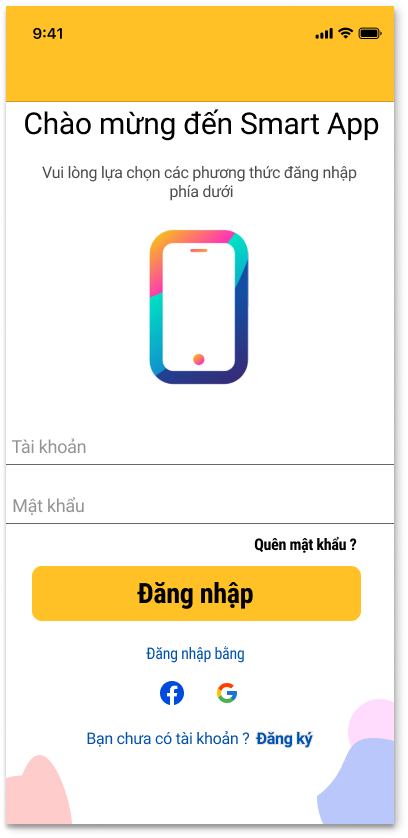 9:41
Chào mừng đến Smart App
Vui lòng lựa chọn các phương thức đăng nhập
phía dưới
Tài khoản
Mật khẩu
Quên mật khẩu ?
Đăng nhập
Đăng nhập bằng
Bạn chưa có tài khoản ? Đăng ký